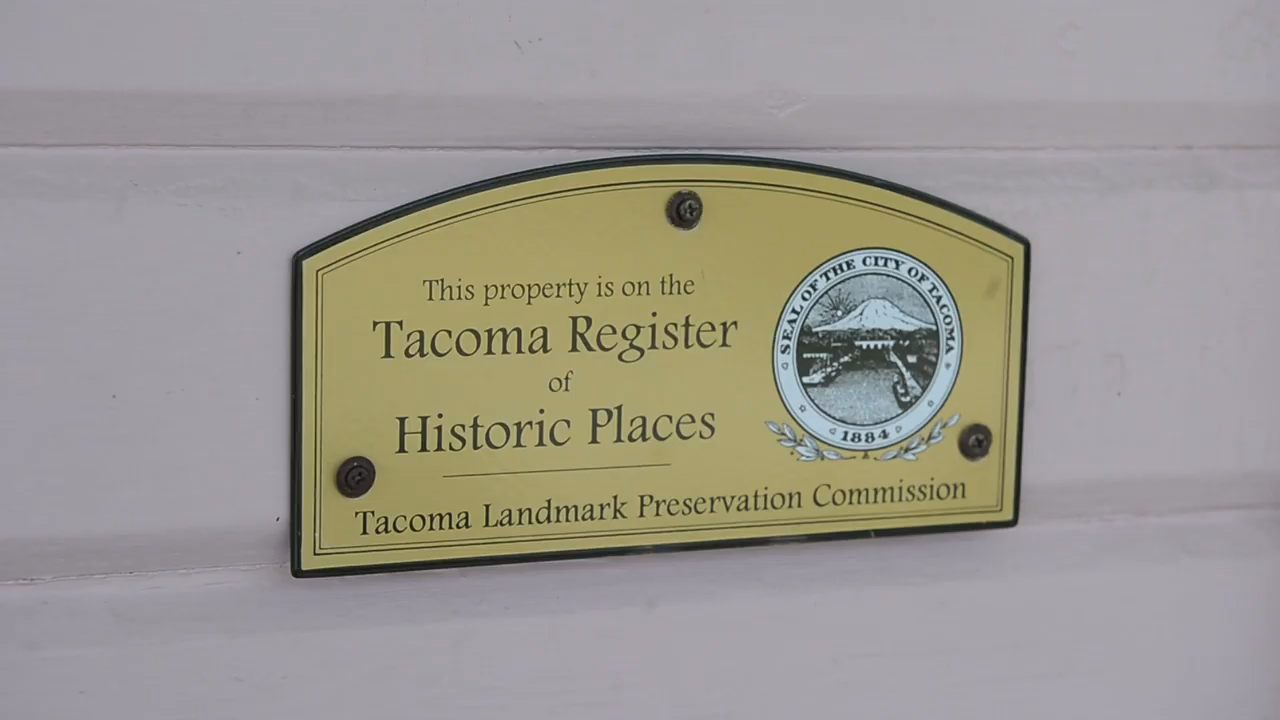 This property is on the
Tacoma Register
of
Historic Places
Tacoma Landmark Preservation Commission
SEAL OF THE CITY OF TACOMA
1884